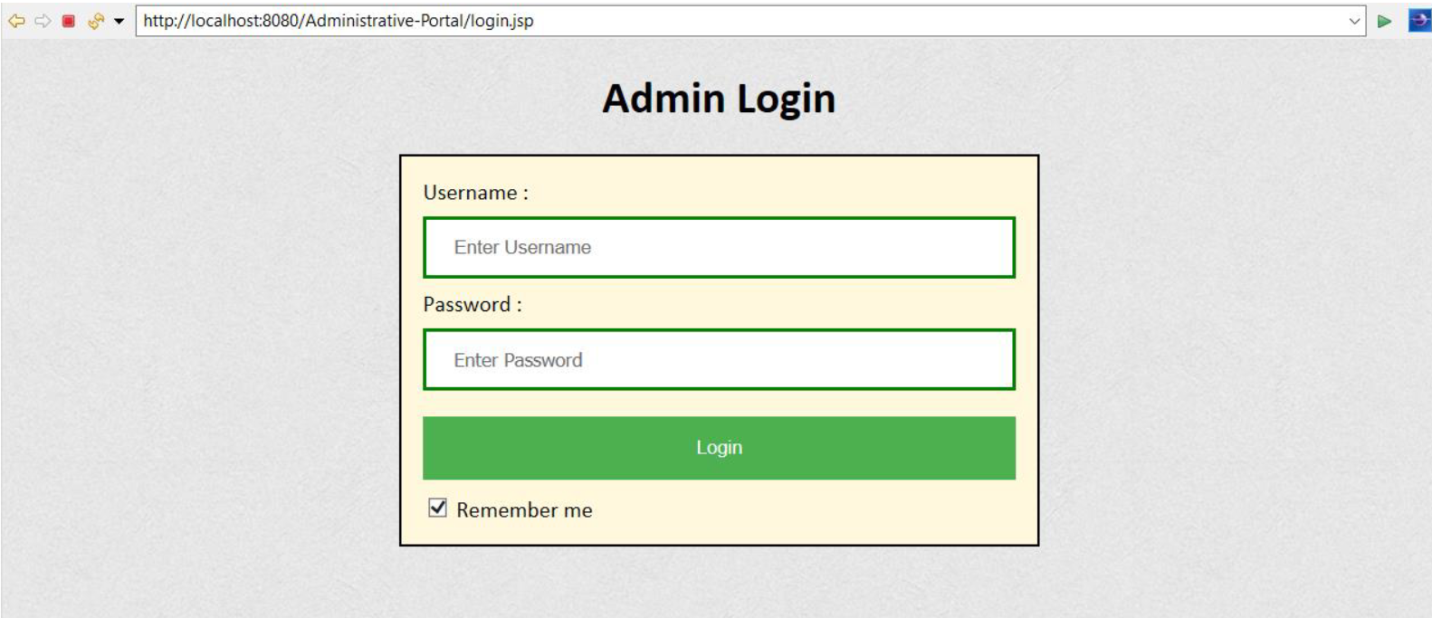 http://localhost:8080/Administrative-Portal/login.jsp
Admin Login
Username :
Enter Username
Password :
Enter Password
Login
Remember me